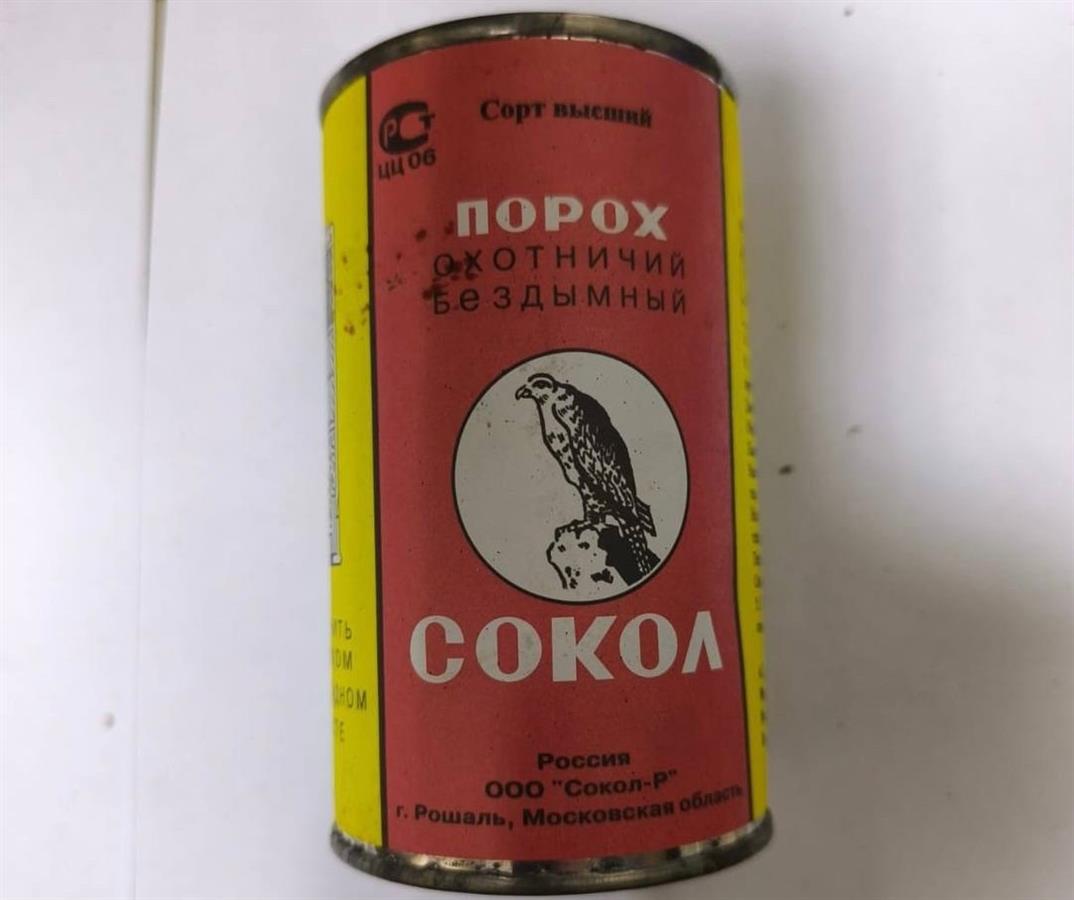 Сорт высший
РСТ
ЦЦ 06
ПОРОХ
ОХОТНИЧИЙ
БеЗДЫМНЫЙ
СОКОЛ
Россия
ООО "Сокол-Р"
г. Рошаль, Московская область